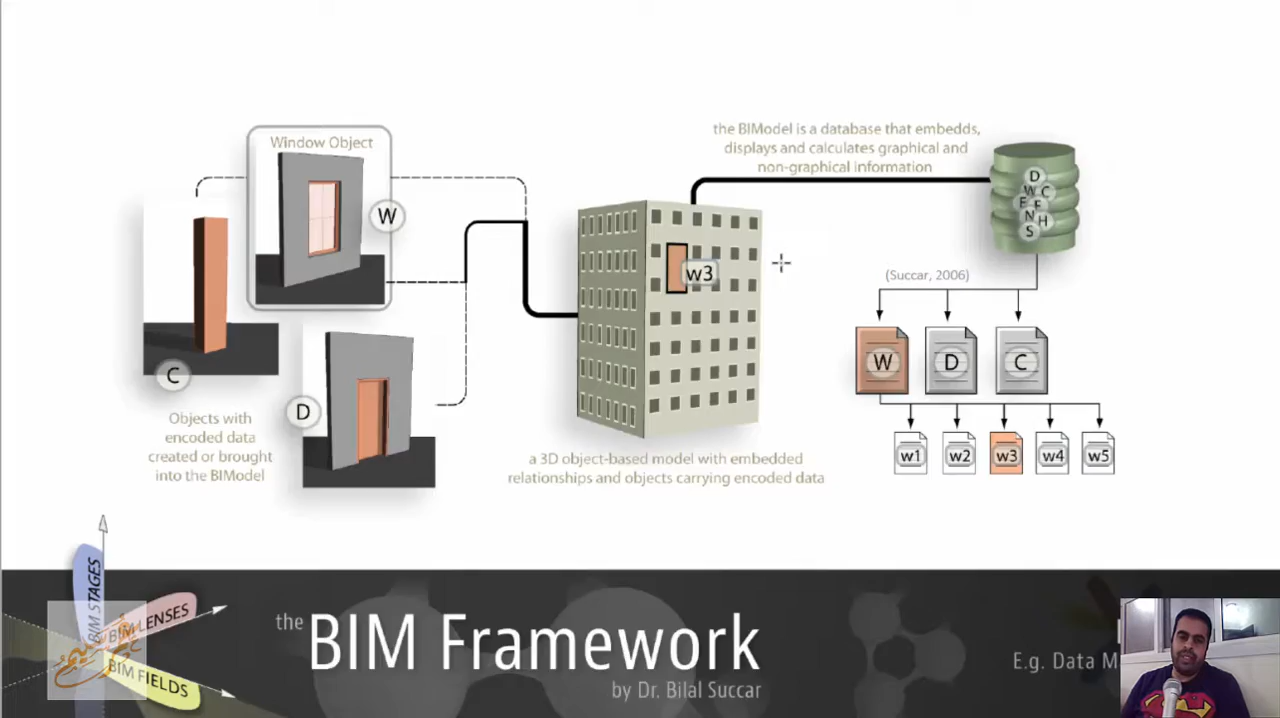 Window Object
W
C
D
Objects with
encoded data
created or brought
into the BIModel
w3
a 3D object-based model with embedded
relationships and objects carrying encoded data
the BIModel is a database that embeds,
displays and calculates graphical and
non-graphical information
D
W C
F F
N H
S
(Succar, 2006)
W D C
w1 w2 w3 w4 w5
BIM STAGES
BIM LENSES
BIM FIELDS
the BIM Framework
by Dr. Bilal Succar
E.g. Data M